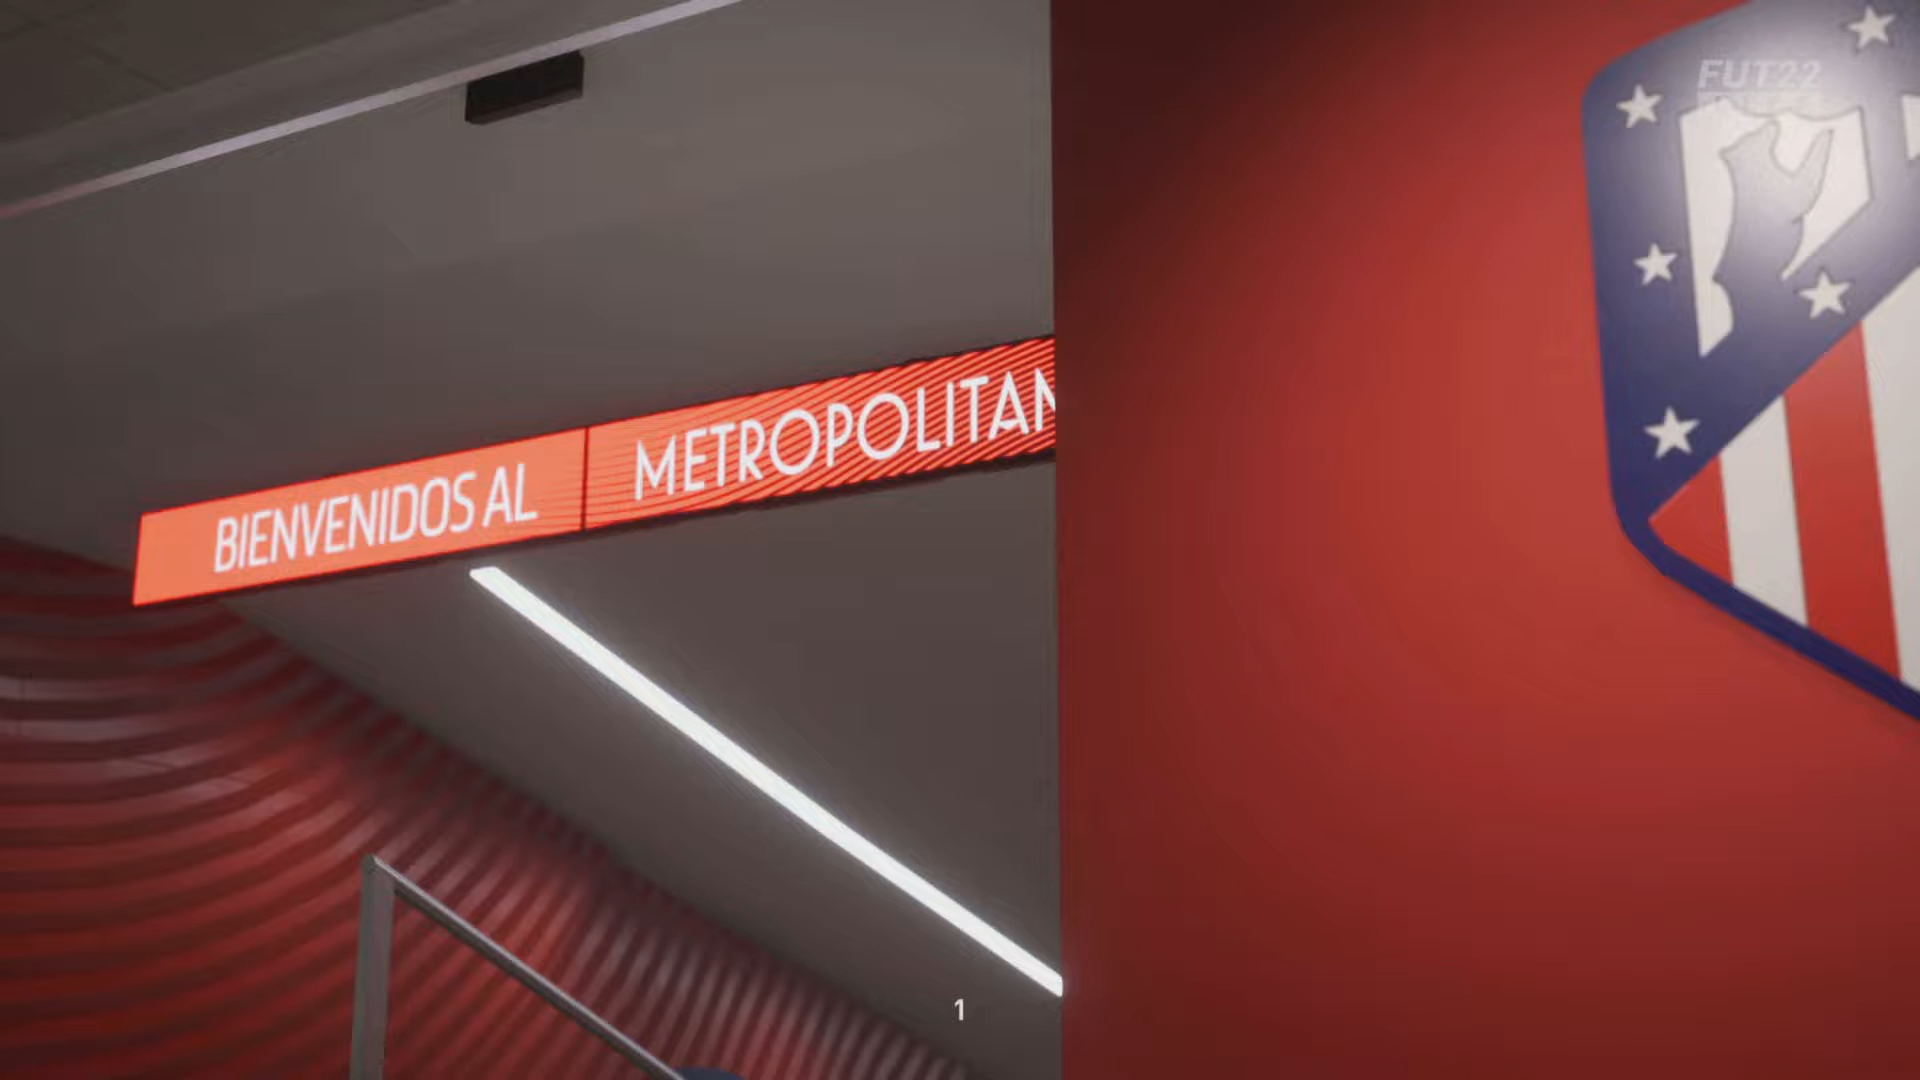 FUT22
BIENVENIDOS AL METROPOLITAN
1